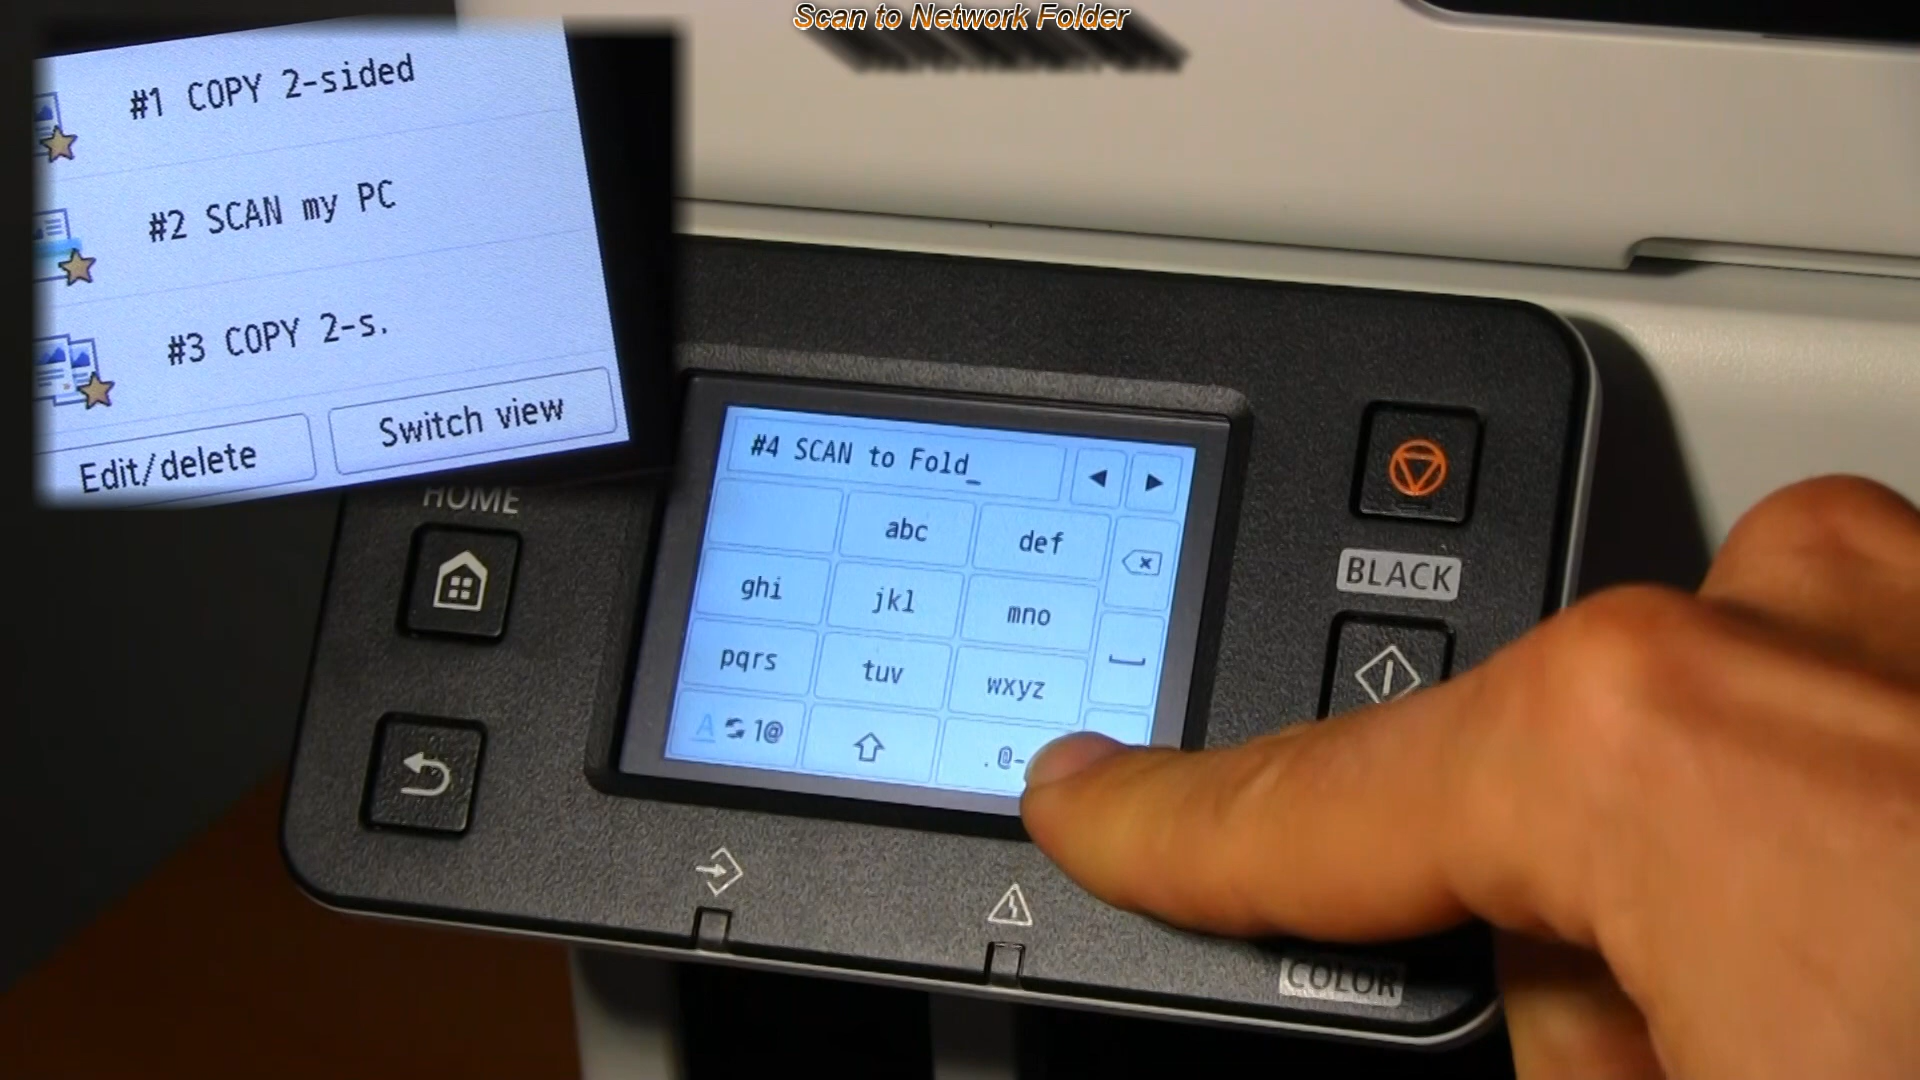 Scan to Network Folder
#1 COPY 2-sided
#2 SCAN my PC
#3 COPY 2-s.
Edit/delete
Switch view
HOME
#4 SCAN to Fold_
abc
def
ghi
jkl
mno
pqrs
tuv
wxyz
A 1@
.@-
BLACK
COLOR